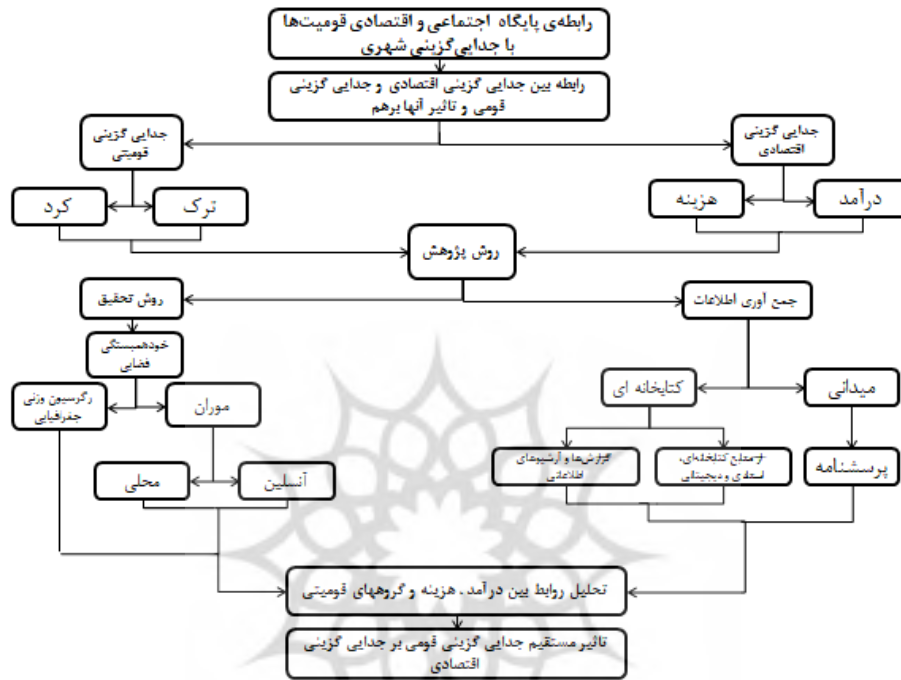 رابطه‌ی پایگاه اجتماعی و اقتصادی قومیت‌ها
با جدایی‌گزینی شهری
رابطه بین جدایی گزینی اقتصادی و جدایی گزینی
قومی و تاثیر آنها برهم
جدایی گزینی
اقتصادی
جدایی گزینی
قومیتی
درآمد
هزینه
ترک
کرد
روش پژوهش
جمع آوری اطلاعات
روش تحقیق
خودهمبستگی
فضایی
میدانی
کتابخانه ای
موران
رگرسیون وزنی
جغرافیایی
پرسشنامه
از منابع کتابخانه‌ای،
اسنادی و دیجیتالی
گزارش‌ها و آرشیوهای
اطلاعاتی
آنسلین
محلی
تحلیل روابط بین درآمد، هزینه و گروههای قومیتی
تاثیر مستقیم جدایی گزینی قومی بر جدایی گزینی
اقتصادی